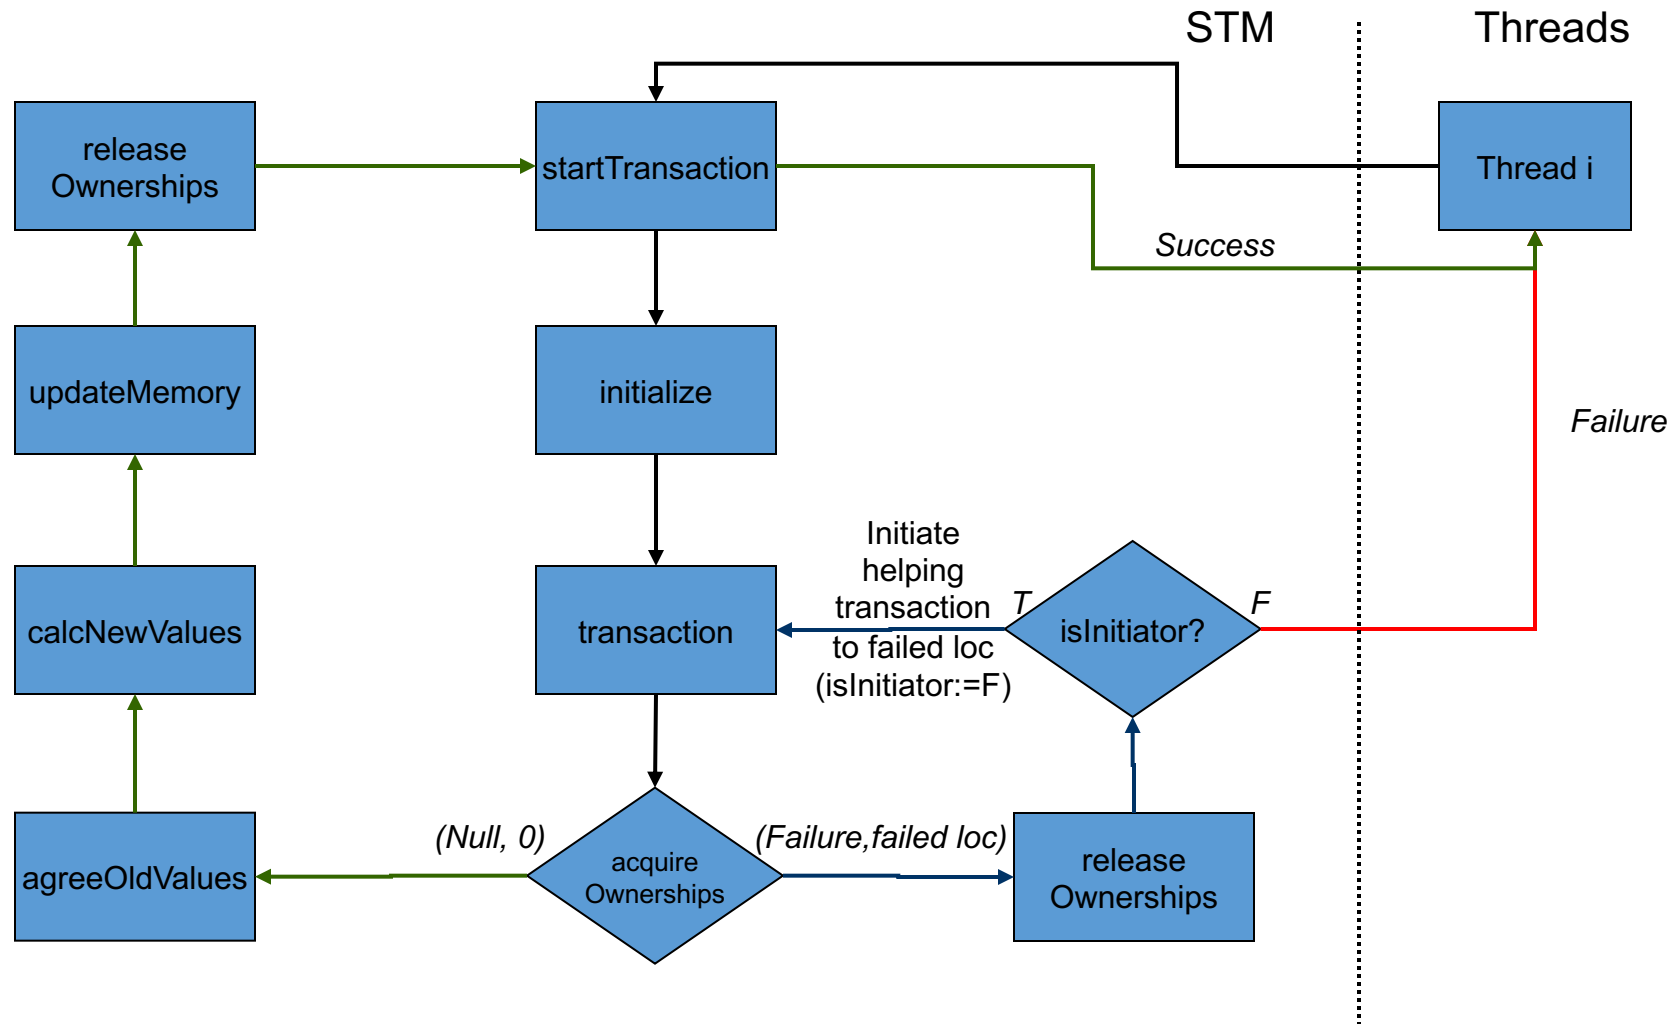 STM
Threads
release
Ownerships
startTransaction
Thread i
Success
updateMemory
initialize
Failure
Initiate
helping
transaction
to failed loc
(isInitiator:=F)
T
F
calcNewValues
transaction
isInitiator?
(Null, 0)
(Failure,failed loc)
agreeOldValues
acquire
Ownerships
release
Ownerships